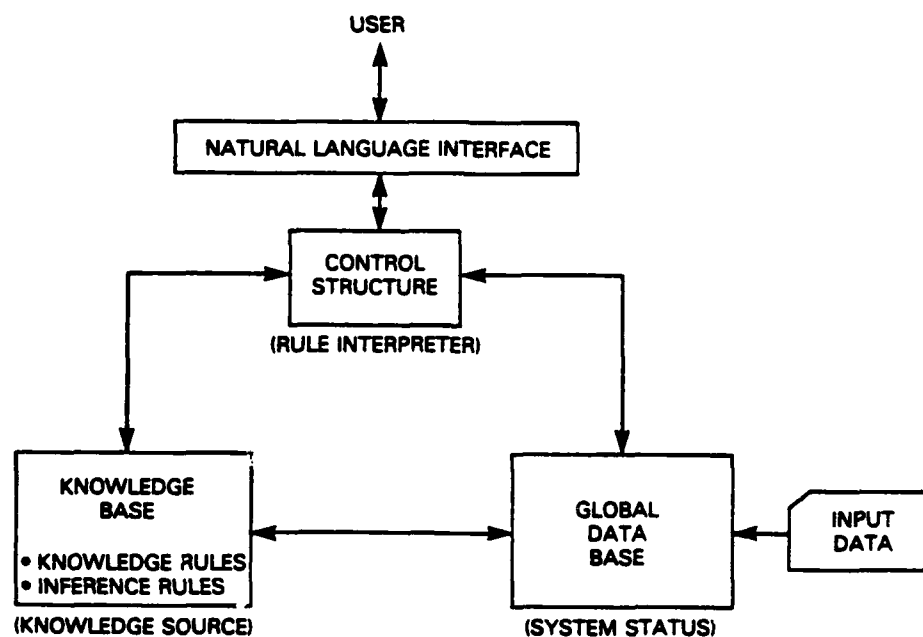 USER
NATURAL LANGUAGE INTERFACE
CONTROL
STRUCTURE
(RULE INTERPRETER)
KNOWLEDGE
BASE
• KNOWLEDGE RULES
• INFERENCE RULES
(KNOWLEDGE SOURCE)
GLOBAL
DATA
BASE
(SYSTEM STATUS)
INPUT
DATA